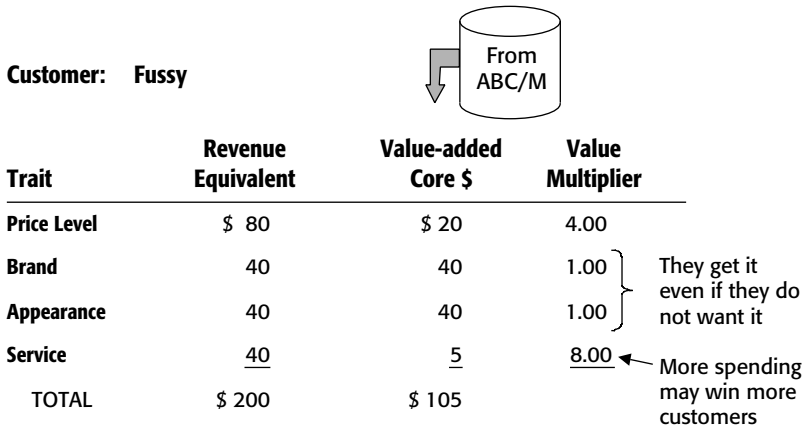 From
ABC/M
Customer: Fussy
Trait Revenue Equivalent Value-added Core $ Value Multiplier
Price Level $ 80 $ 20 4.00
Brand 40 40 1.00
Appearance 40 40 1.00
They get it
even if they do
not want it
Service 40 5 8.00
More spending
may win more
customers
TOTAL $ 200 $ 105